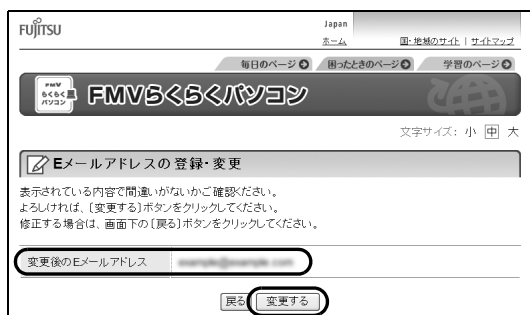 FUJITSU
Japan
ホーム
国・地域のサイト | サイトマップ
毎日のページ 困ったときのページ 学習のページ
FMV
らくらく
パソコン
FMVらくらくパソコン
文字サイズ: 小 中 大
Eメールアドレスの登録・変更
表示されている内容で間違いがないかご確認ください。
よろしければ、[変更する]ボタンをクリックしてください。
修正する場合は、画面下の[戻る]ボタンをクリックしてください。
変更後のEメールアドレス
戻る 変更する